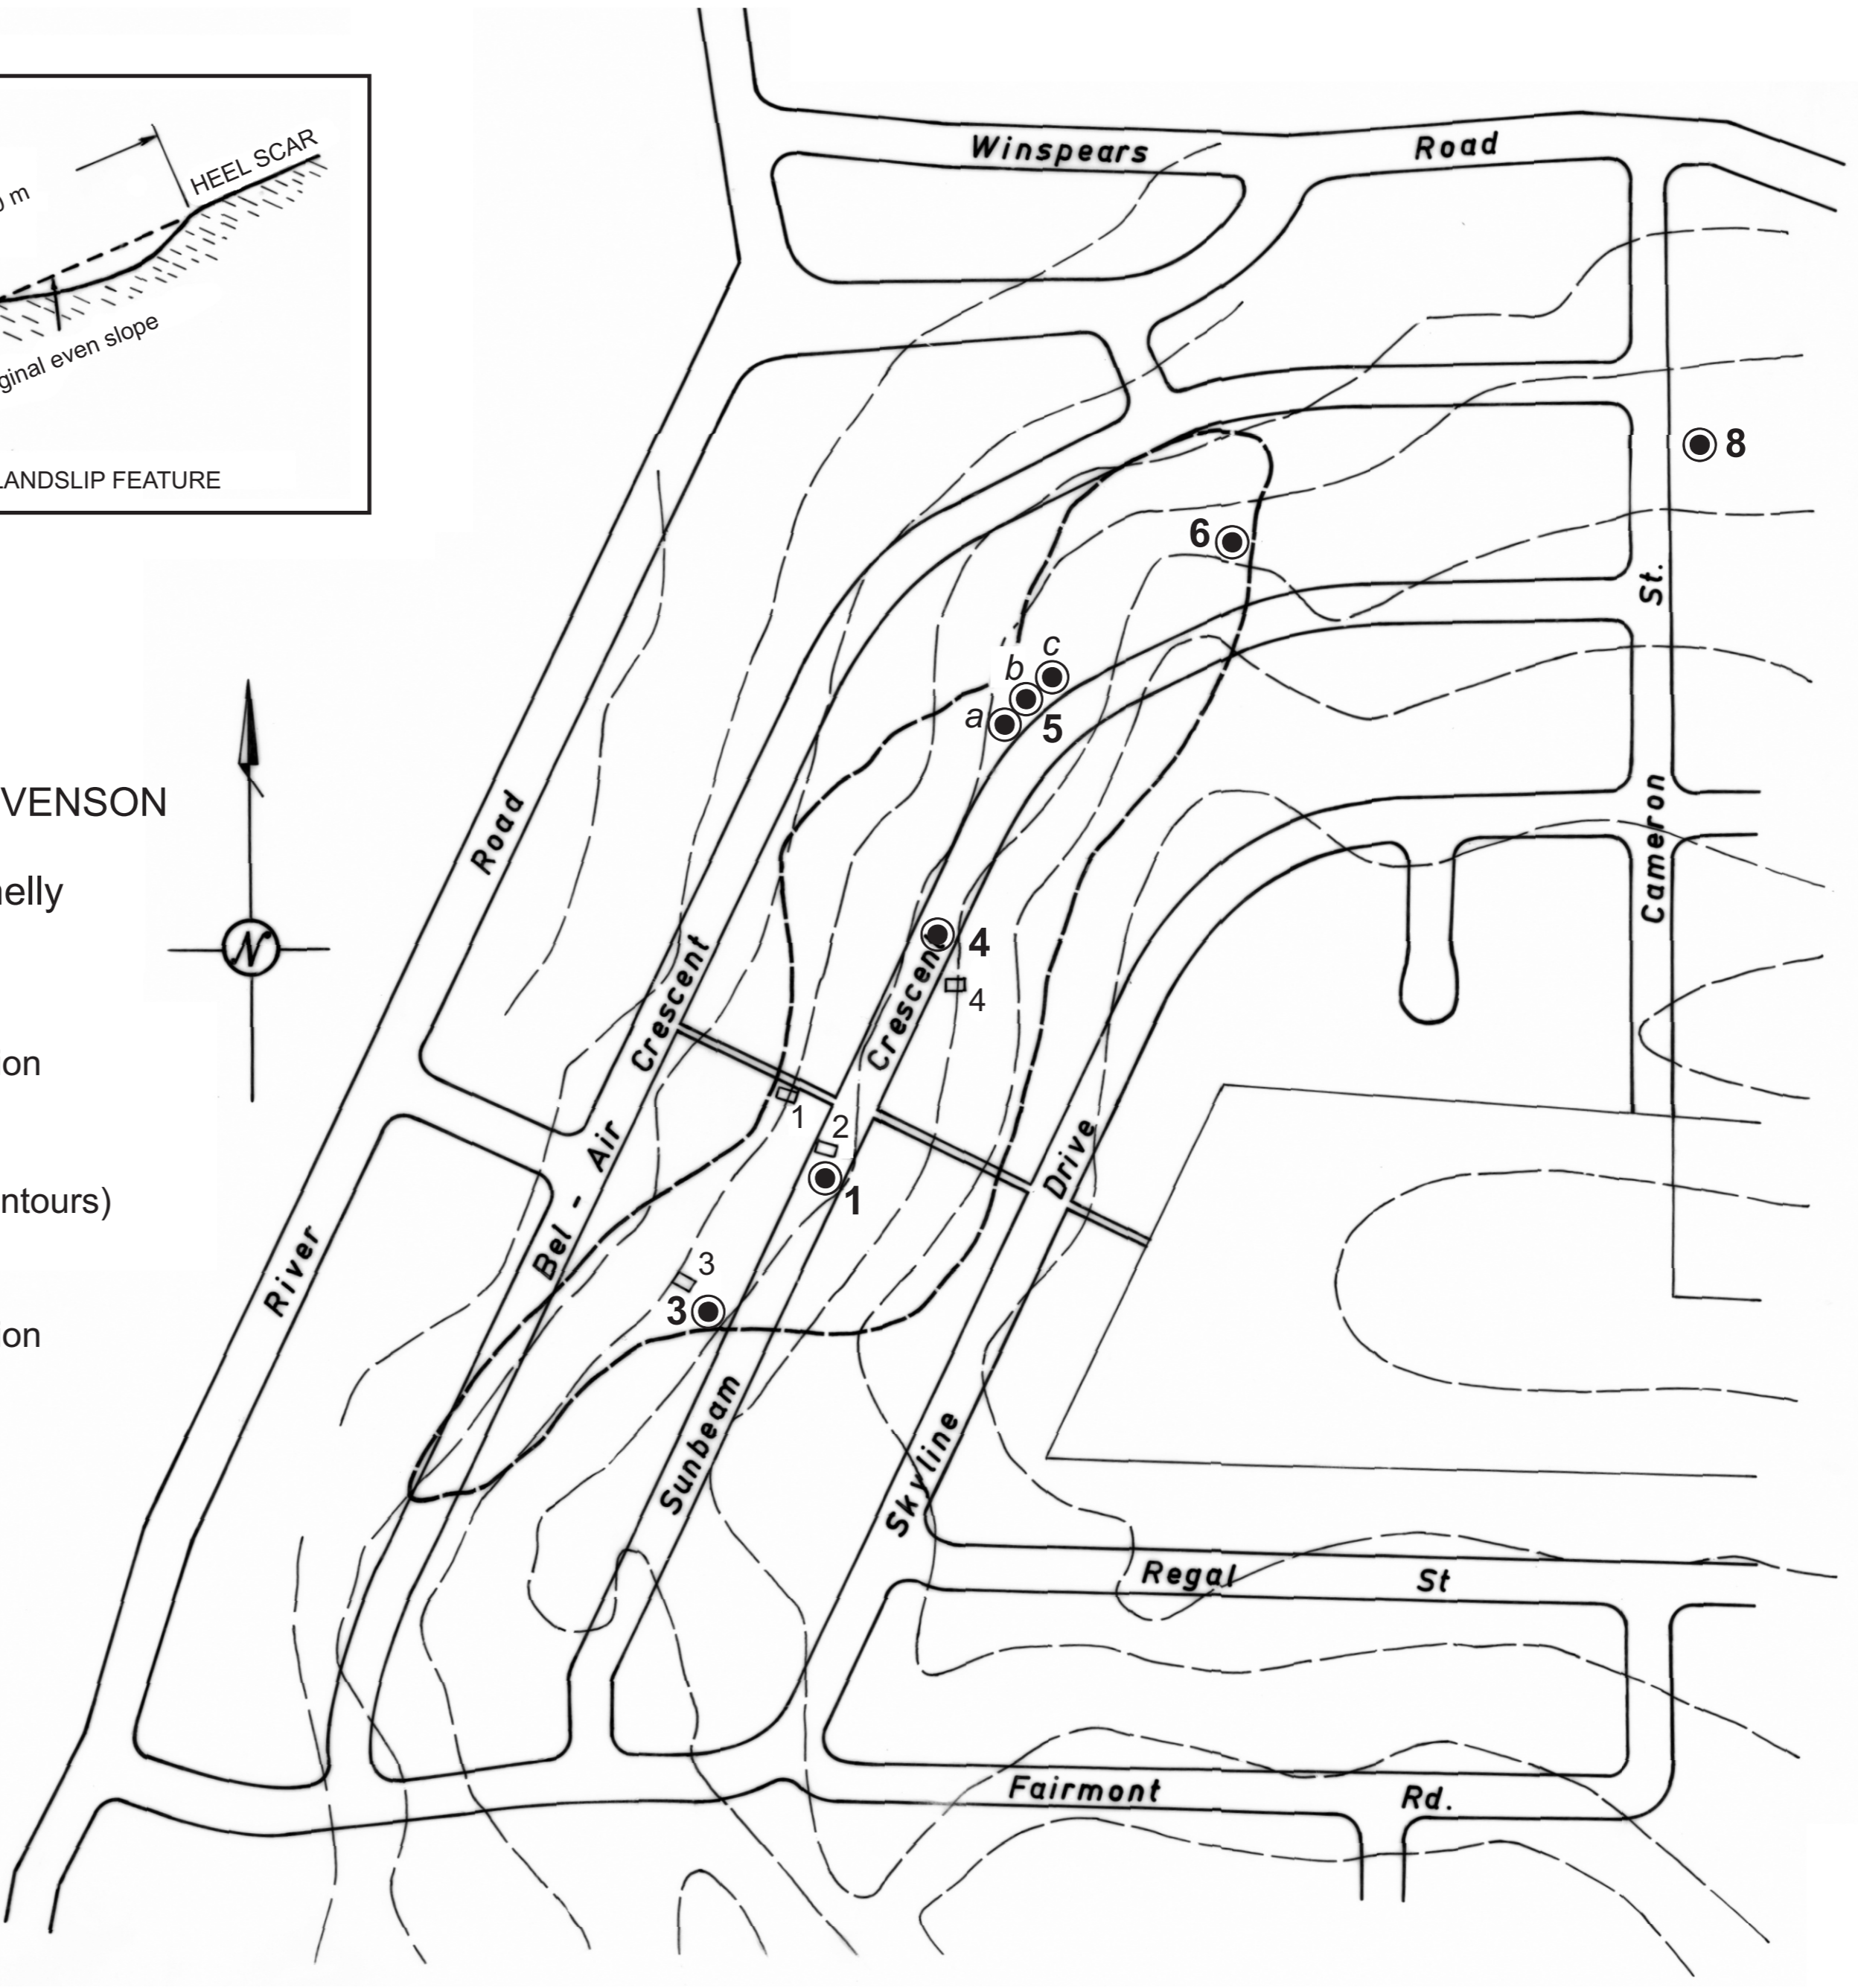 HEEL SCAR
0 m
ginal even slope
LANDSLIP FEATURE
VENSON
elly
on
ntours)
on
N
Winspears Road
8
6
St.
c
b
a
5
Road
Cameron
4
4
Crescent
Crescent
1
2
1
Air
Drive
Bel -
River
3
3
Sunbeam
Skyline
Regal St
Fairmont Rd.